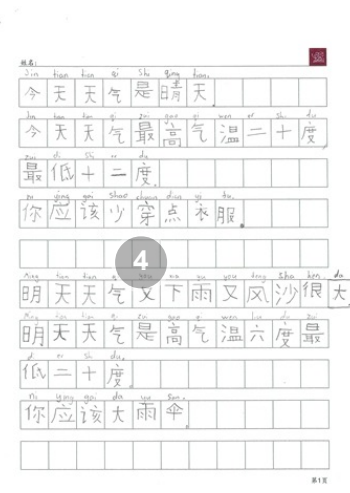 姓名:
jin tian tian qi shi qing tian.
今天天气是晴天.
jin tian tian qi zui gao qi wen er shi du
今天天气最高气温二十度
zui di shi er du
最低十二度.
ni ying gai shao chuan dian yi fu.
你应该少穿点衣服.
4
ming tian tian qi you xia yu you feng sha hen da
明天天气又下雨又风沙很大
ming tian tian qi shi gao qi wen liu du zui
明天天气是高气温六度最
di er shi du.
低二十度.
ni ying gai da yu san.
你应该大雨伞.
第1页